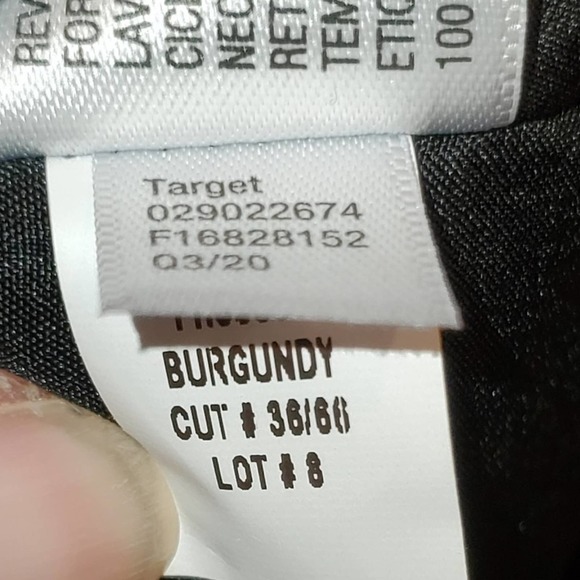 REV
FOR
LAV
CICI
NEC
RET
TEM
ETIQ
100
Target
029022674
F16828152
Q3/20
BURGUNDY
CUT # 36/66
LOT # 8